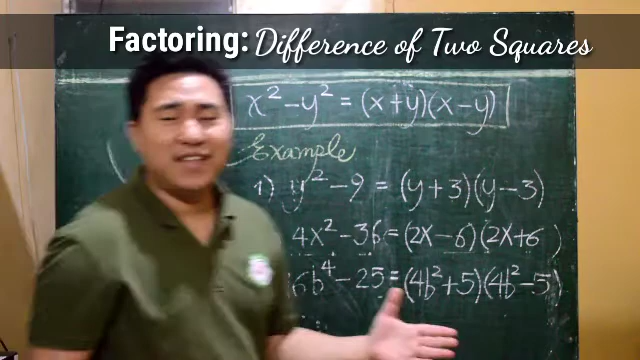 Factoring: Difference of Two Squares
x² − y² = (x + y)(x − y)
Example
1) y² − 9 = (y + 3)(y − 3)
4x² − 36 = (2x − 6)(2x + 6)
6b⁴ − 25 = (4b² + 5)(4b² − 5)